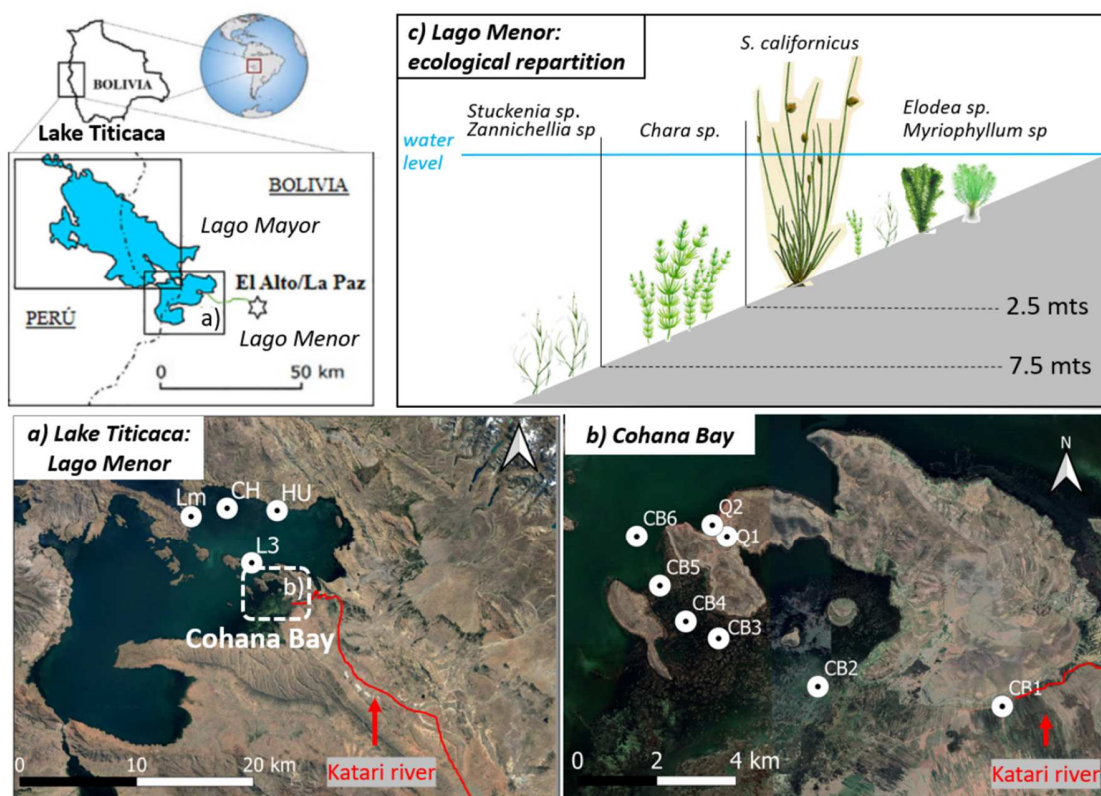 BOLIVIA
Lake Titicaca
BOLIVIA
Lago Mayor
El Alto/La Paz
PERÚ
a)
Lago Menor
0 50 km
c) Lago Menor:
ecological repartition
S. californicus
Stuckenia sp.
Zannichellia sp
Chara sp.
Elodea sp.
Myriophyllum sp
water
level
2.5 mts
7.5 mts
a) Lake Titicaca:
Lago Menor
Lm
CH
HU
L3
b)
Cohana Bay
0 10 20 km
Katari river
b) Cohana Bay
N
Q2
CB6
Q1
CB5
CB4
CB3
CB2
CB1
0 2 4 km
Katari river